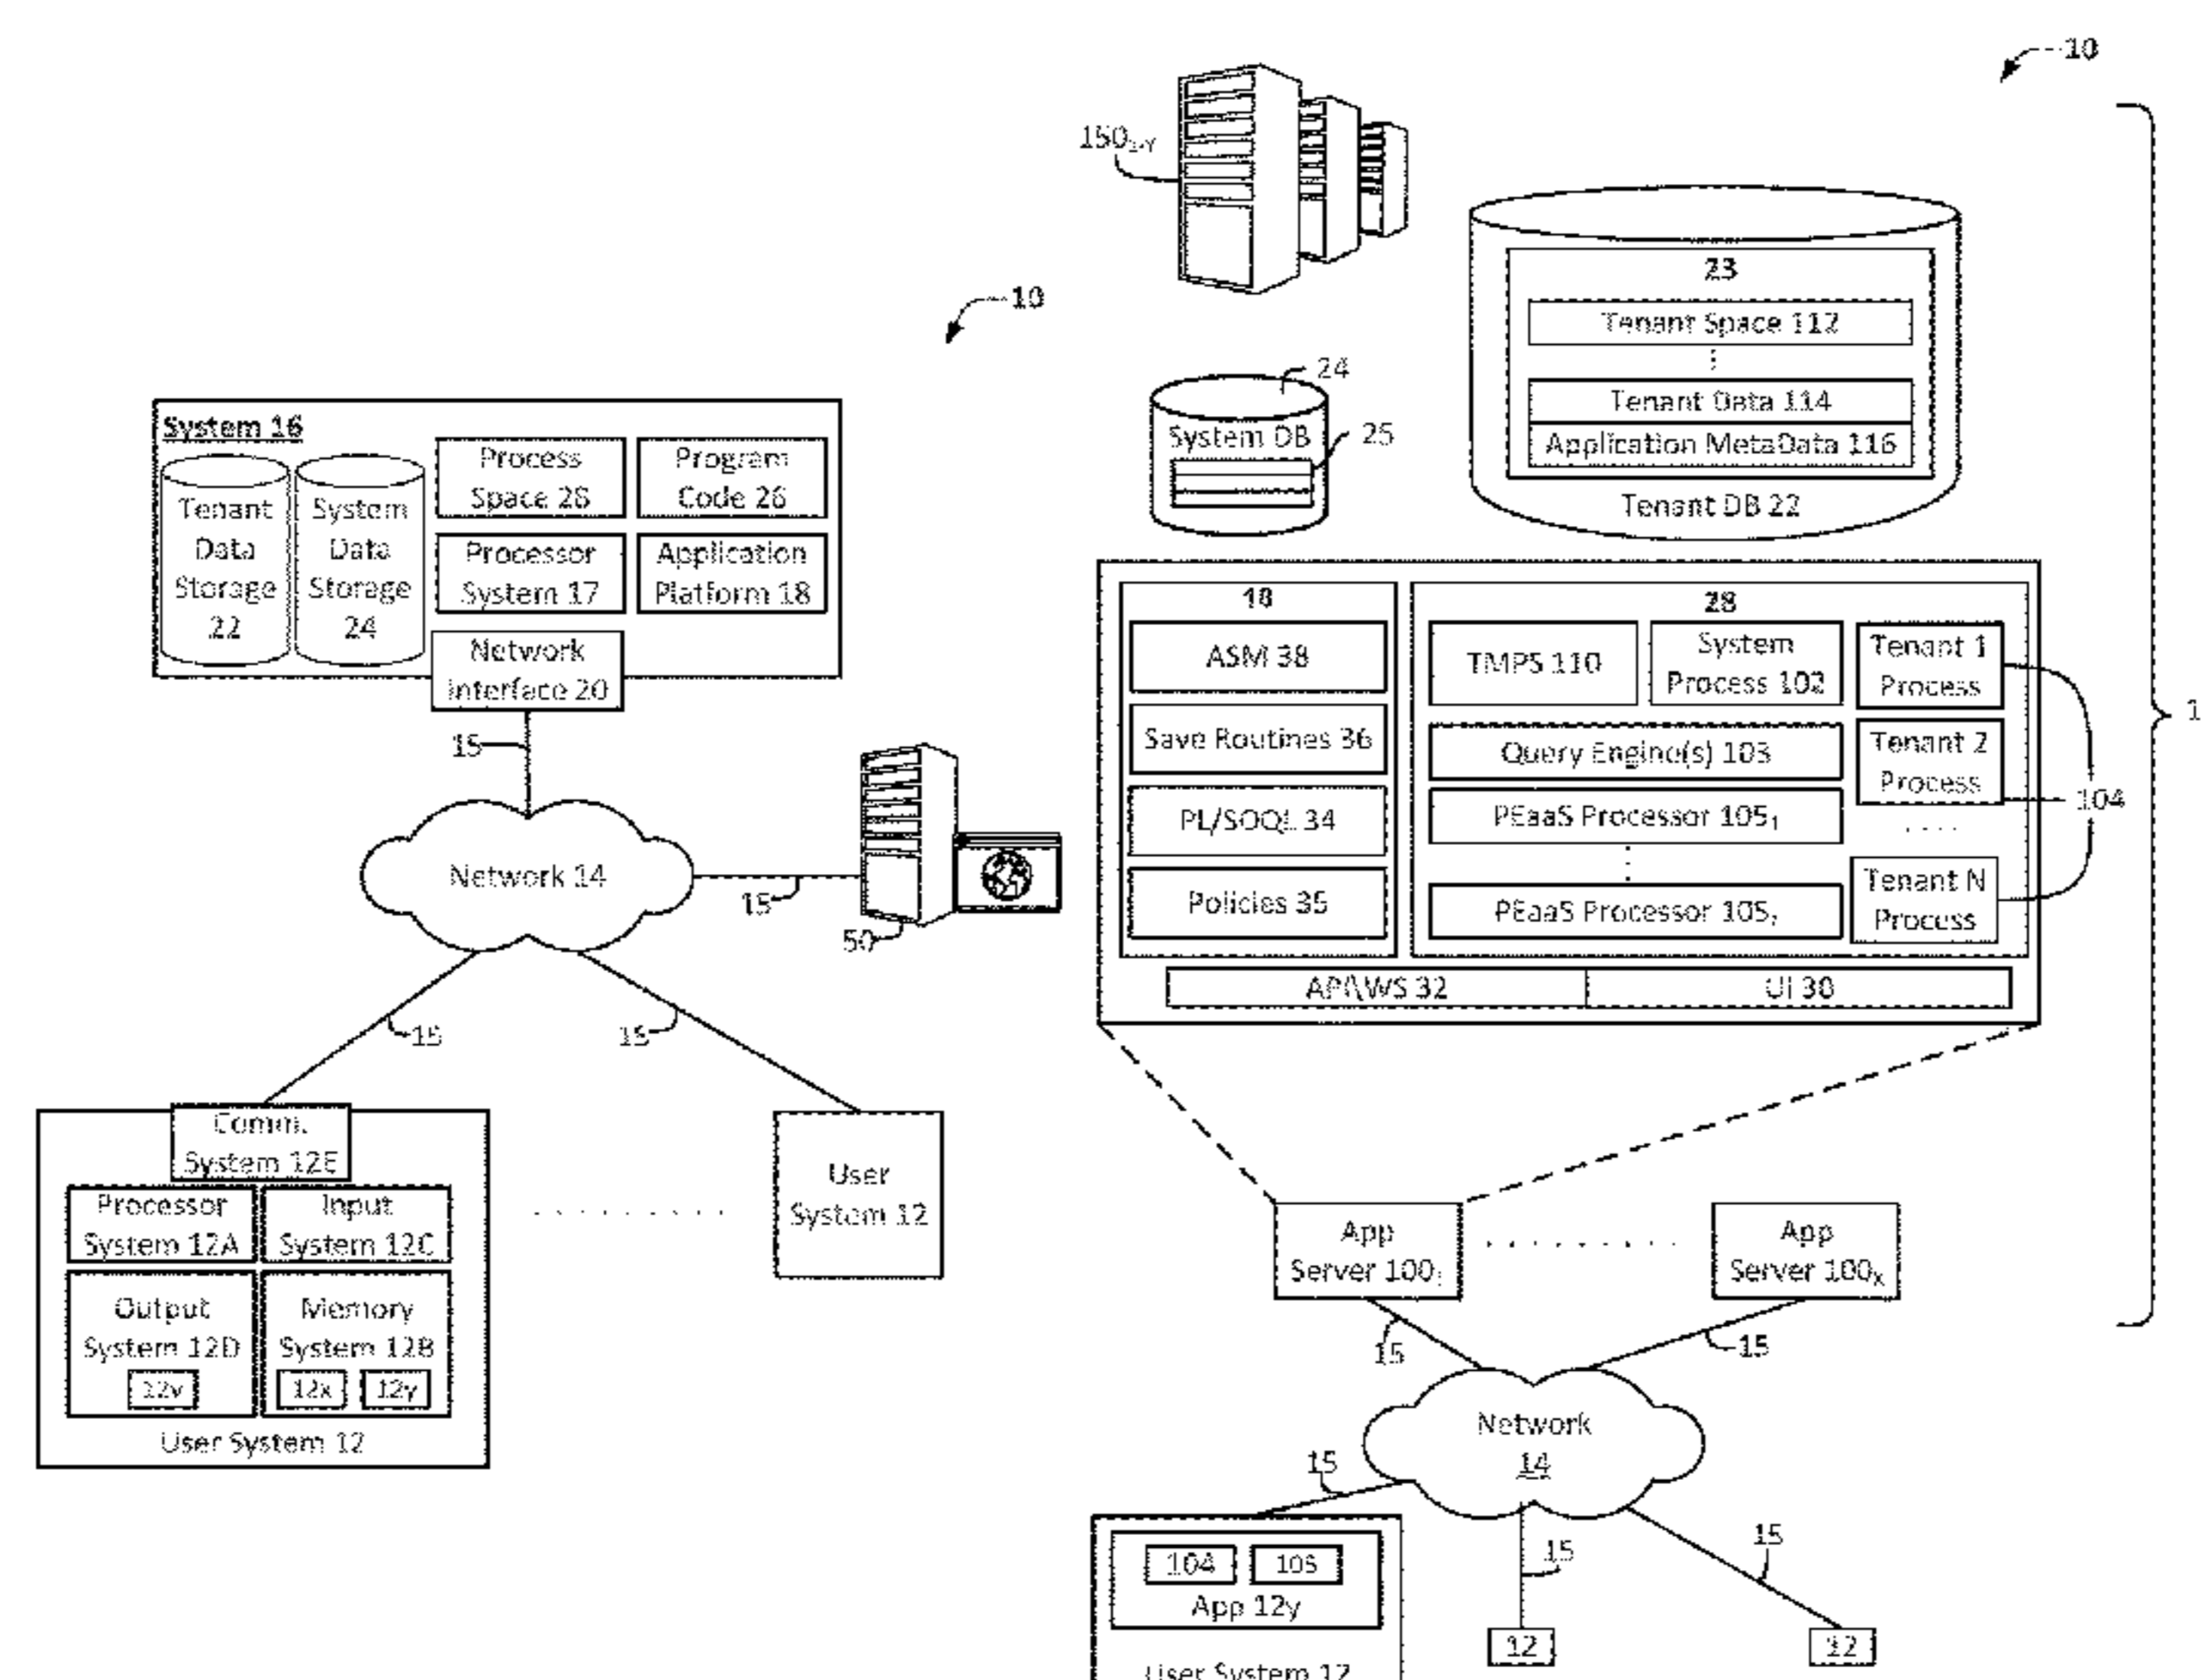 10
System 16
Tenant
Data
Storage
22
System
Data
Storage
24
Process
Space 28
Program
Code 26
Processor
System 17
Application
Platform 18
Network
Interface 20
15
Network 14
15
50
15
15
Comm.
System 12E
Processor
System 12A
Input
System 12C
Output
System 12D
12v
Memory
System 12B
12x
12y
User System 12
User
System 12
10
150
23
Tenant Space 112
Tenant Data 114
Application MetaData 116
Tenant DB 22
24
System DB
25
18
ASM 38
Save Routines 36
PL/SOQL 34
Policies 35
28
TMPS 110
System
Process 102
Query Engine(s) 103
PEaaS Processor 105₁
PEaaS Processor 105
Tenant 1
Process
Tenant 2
Process
Tenant N
Process
104
1
API\WS 32
UI 30
App
Server 100₁
App
Server 100ₓ
15
15
Network
14
15
15
15
104
105
App 12y
User System 12
12
12